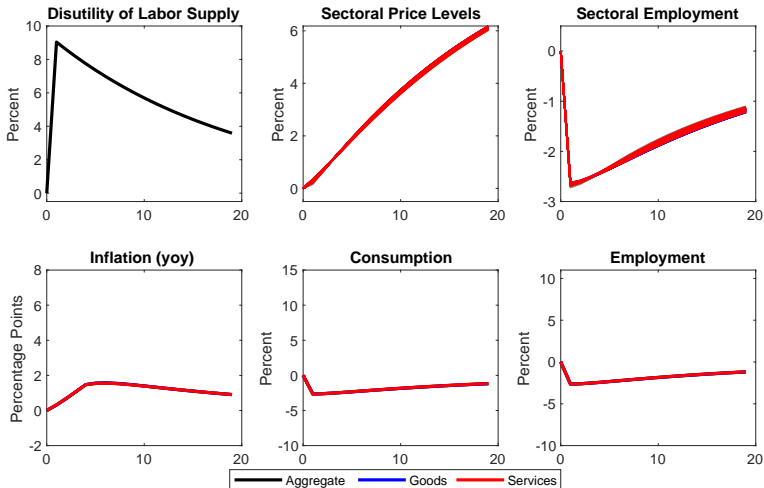 Disutility of Labor Supply
Percent
10
8
6
4
2
0
0 10 20
Sectoral Price Levels
Percent
6
4
2
0
0 10 20
Sectoral Employment
Percent
0
-1
-2
-3
0 10 20
Inflation (yoy)
Percentage Points
8
6
4
2
0
-2
0 10 20
Consumption
Percent
15
10
5
0
-5
-10
0 10 20
Employment
Percent
10
5
0
-5
-10
0 10 20
Aggregate Goods Services